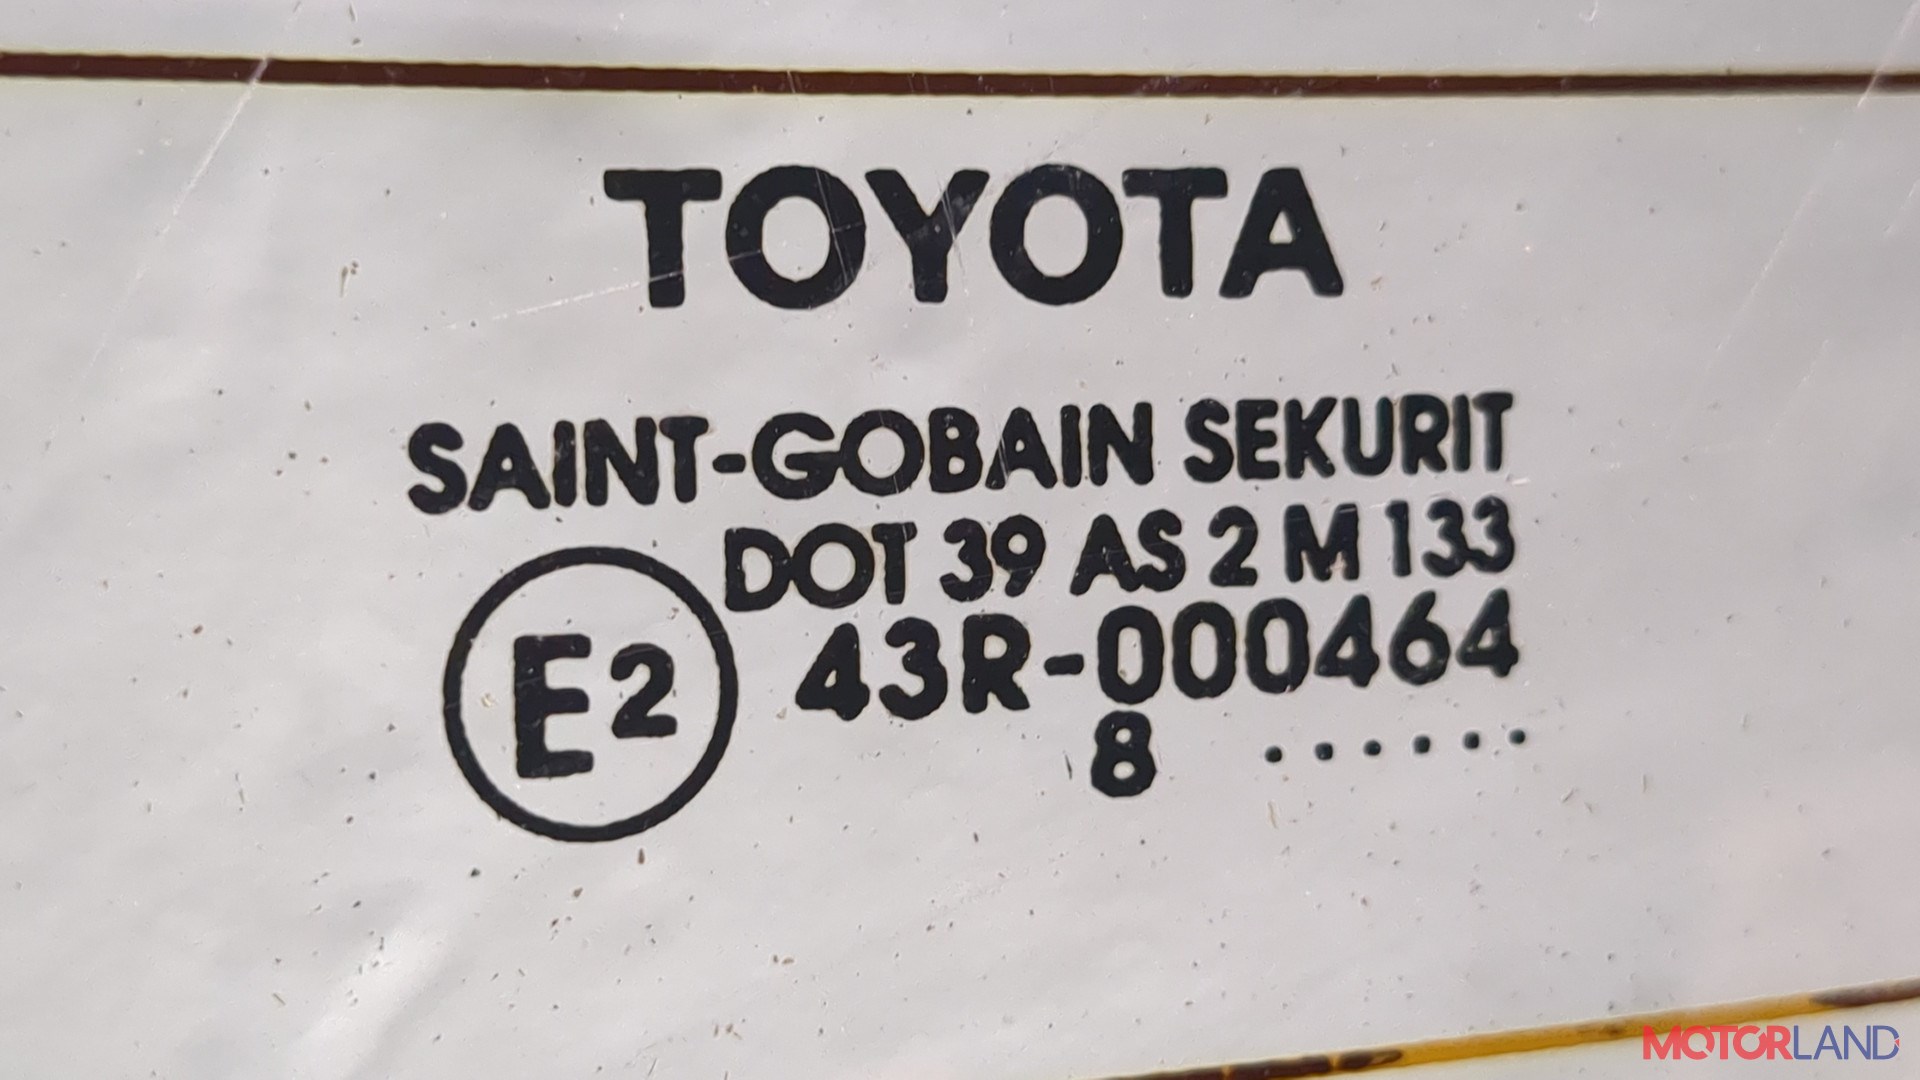 TOYOTA
SAINT-GOBAIN SEKURIT
DOT 39 AS 2 M 133
E2 43R-000464
8 ......
MOTORLAND